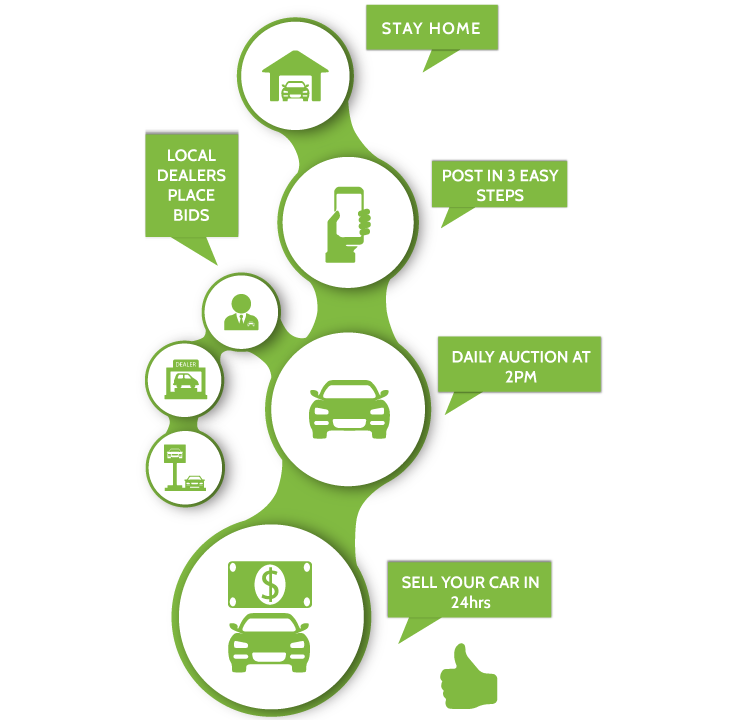 STAY HOME
LOCAL
DEALERS
PLACE
BIDS
POST IN 3 EASY
STEPS
DEALER
DAILY AUCTION AT
2PM
$
SELL YOUR CAR IN
24hrs